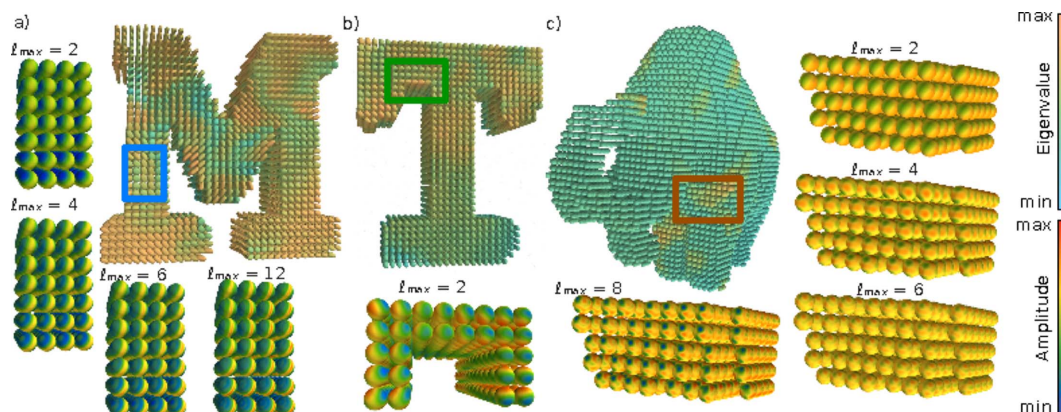 a)
ℓmax = 2
ℓmax = 4
ℓmax = 6
ℓmax = 12
b)
ℓmax = 2
c)
ℓmax = 8
ℓmax = 2
ℓmax = 4
ℓmax = 6
max
Eigenvalue
min
max
Amplitude
min